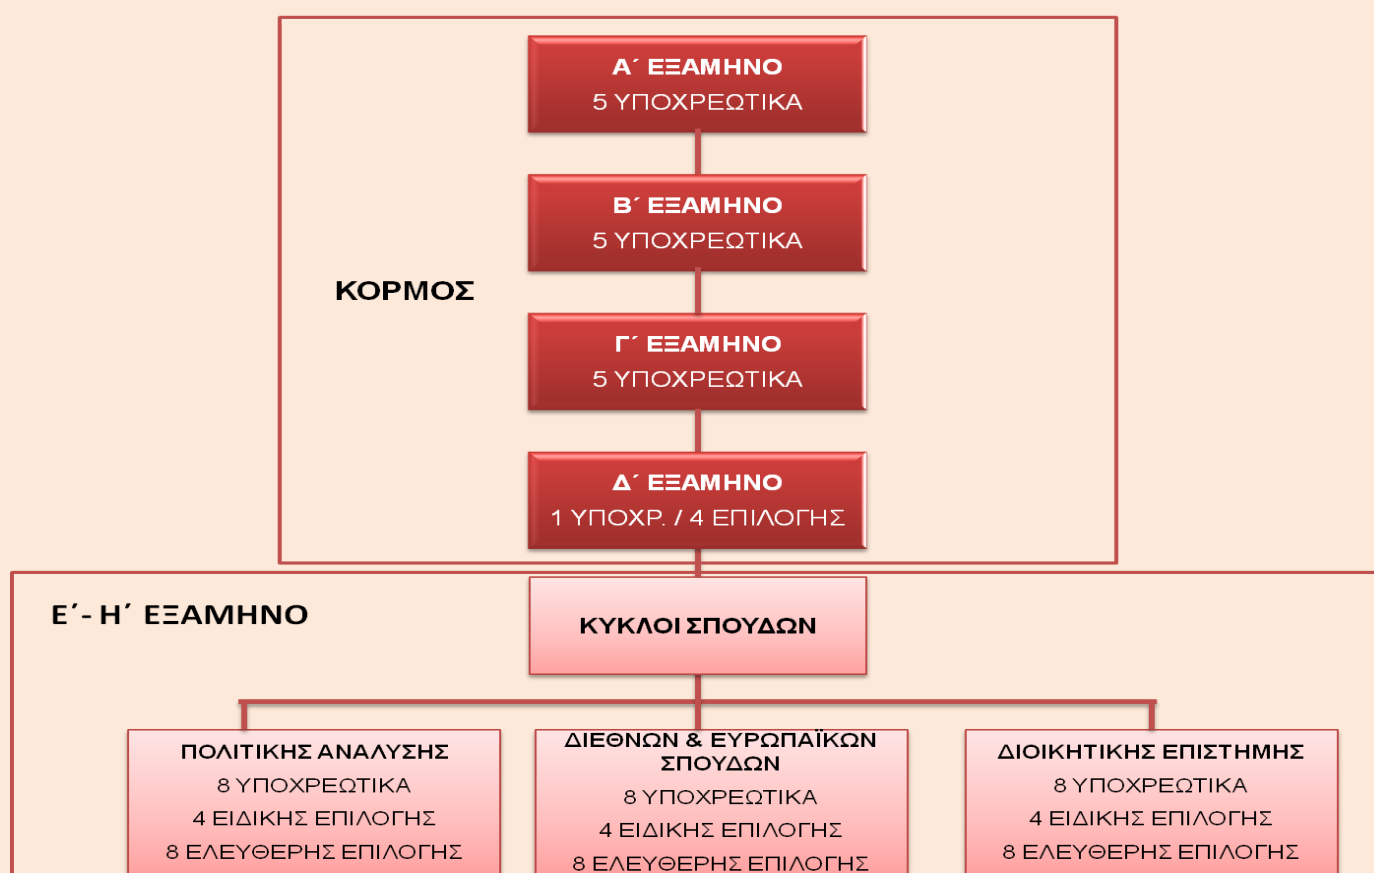 Α΄ ΕΞΑΜΗΝΟ
5 ΥΠΟΧΡΕΩΤΙΚΑ
Β΄ ΕΞΑΜΗΝΟ
5 ΥΠΟΧΡΕΩΤΙΚΑ
ΚΟΡΜΟΣ
Γ΄ ΕΞΑΜΗΝΟ
5 ΥΠΟΧΡΕΩΤΙΚΑ
Δ΄ ΕΞΑΜΗΝΟ
1 ΥΠΟΧΡ. / 4 ΕΠΙΛΟΓΗΣ
Ε΄- Η΄ ΕΞΑΜΗΝΟ
ΚΥΚΛΟΙ ΣΠΟΥΔΩΝ
ΠΟΛΙΤΙΚΗΣ ΑΝΑΛΥΣΗΣ
8 ΥΠΟΧΡΕΩΤΙΚΑ
4 ΕΙΔΙΚΗΣ ΕΠΙΛΟΓΗΣ
8 ΕΛΕΥΘΕΡΗΣ ΕΠΙΛΟΓΗΣ
ΔΙΕΘΝΩΝ & ΕΥΡΩΠΑΪΚΩΝ
ΣΠΟΥΔΩΝ
8 ΥΠΟΧΡΕΩΤΙΚΑ
4 ΕΙΔΙΚΗΣ ΕΠΙΛΟΓΗΣ
8 ΕΛΕΥΘΕΡΗΣ ΕΠΙΛΟΓΗΣ
ΔΙΟΙΚΗΤΙΚΗΣ ΕΠΙΣΤΗΜΗΣ
8 ΥΠΟΧΡΕΩΤΙΚΑ
4 ΕΙΔΙΚΗΣ ΕΠΙΛΟΓΗΣ
8 ΕΛΕΥΘΕΡΗΣ ΕΠΙΛΟΓΗΣ